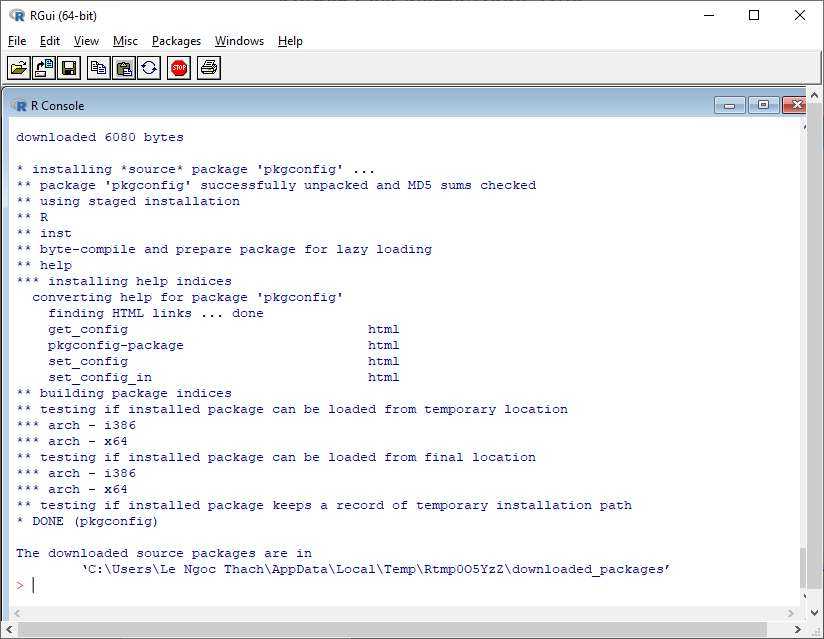 RGui (64-bit)
File Edit View Misc Packages Windows Help
STOP
R Console
downloaded 6080 bytes
* installing *source* package 'pkgconfig' ...
** package 'pkgconfig' successfully unpacked and MD5 sums checked
** using staged installation
** R
** inst
** byte-compile and prepare package for lazy loading
** help
*** installing help indices
converting help for package 'pkgconfig'
finding HTML links ... done
get_config html
pkgconfig-package html
set_config html
set_config_in html
** building package indices
** testing if installed package can be loaded from temporary location
*** arch - i386
*** arch - x64
** testing if installed package can be loaded from final location
*** arch - i386
*** arch - x64
** testing if installed package keeps a record of temporary installation path
* DONE (pkgconfig)
The downloaded source packages are in
‘C:\Users\Le Ngoc Thach\AppData\Local\Temp\Rtmp0O5YzZ\downloaded_packages’
>